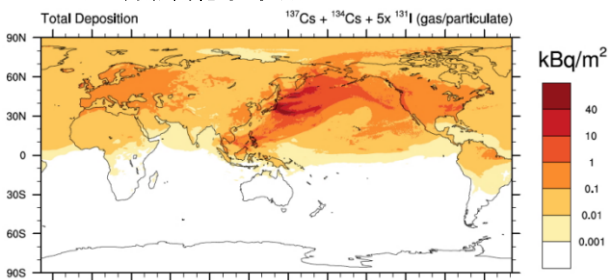 Total Deposition
¹³⁷Cs + ¹³⁴Cs + 5x ¹³¹I (gas/particulate)
kBq/m²
90N
60N
30N
0
30S
60S
90S
40
10
1
0.1
0.01
0.001